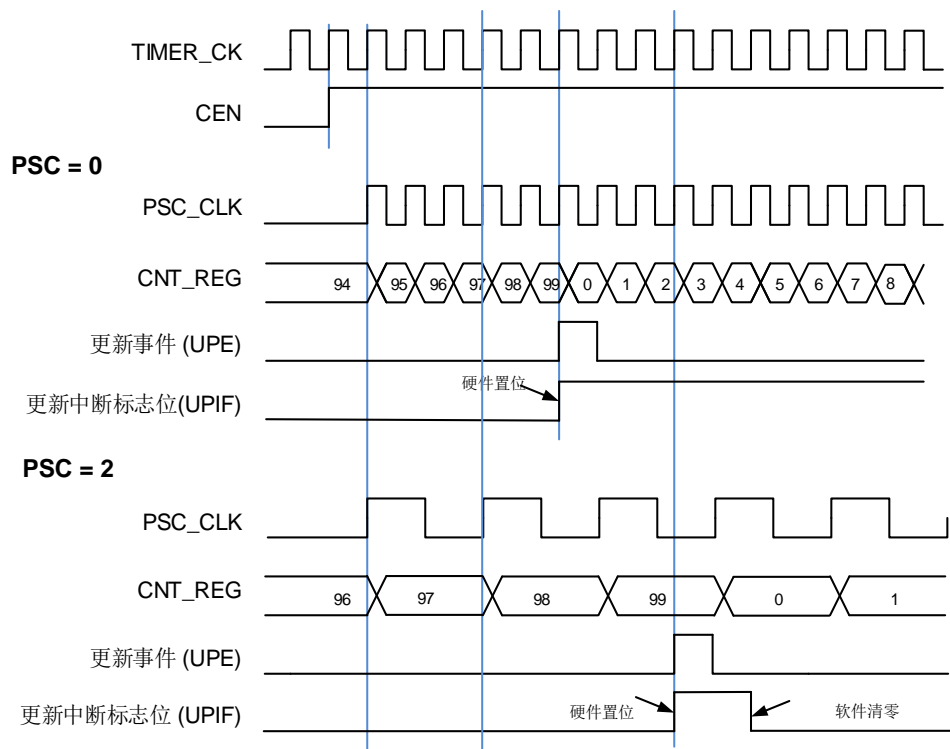 TIMER_CK
CEN
PSC = 0
PSC_CLK
CNT_REG 94 95 96 97 98 99 0 1 2 3 4 5 6 7 8
更新事件 (UPE)
硬件置位
更新中断标志位(UPIF)
PSC = 2
PSC_CLK
CNT_REG 96 97 98 99 0 1
更新事件 (UPE)
更新中断标志位 (UPIF) 硬件置位 软件清零